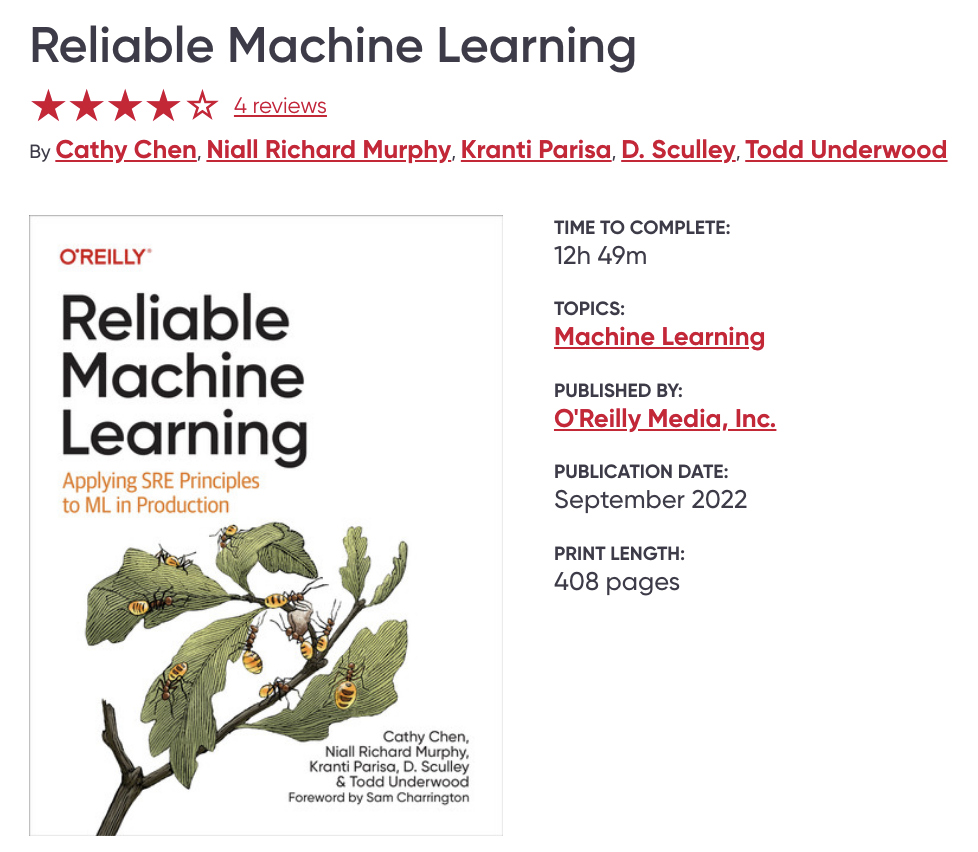 Reliable Machine Learning
4 reviews
By Cathy Chen, Niall Richard Murphy, Kranti Parisa, D. Sculley, Todd Underwood
O'REILLY®
Reliable
Machine
Learning
Applying SRE Principles
to ML in Production
Cathy Chen,
Niall Richard Murphy,
Kranti Parisa, D. Sculley
& Todd Underwood
Foreword by Sam Charrington
TIME TO COMPLETE:
12h 49m
TOPICS:
Machine Learning
PUBLISHED BY:
O'Reilly Media, Inc.
PUBLICATION DATE:
September 2022
PRINT LENGTH:
408 pages